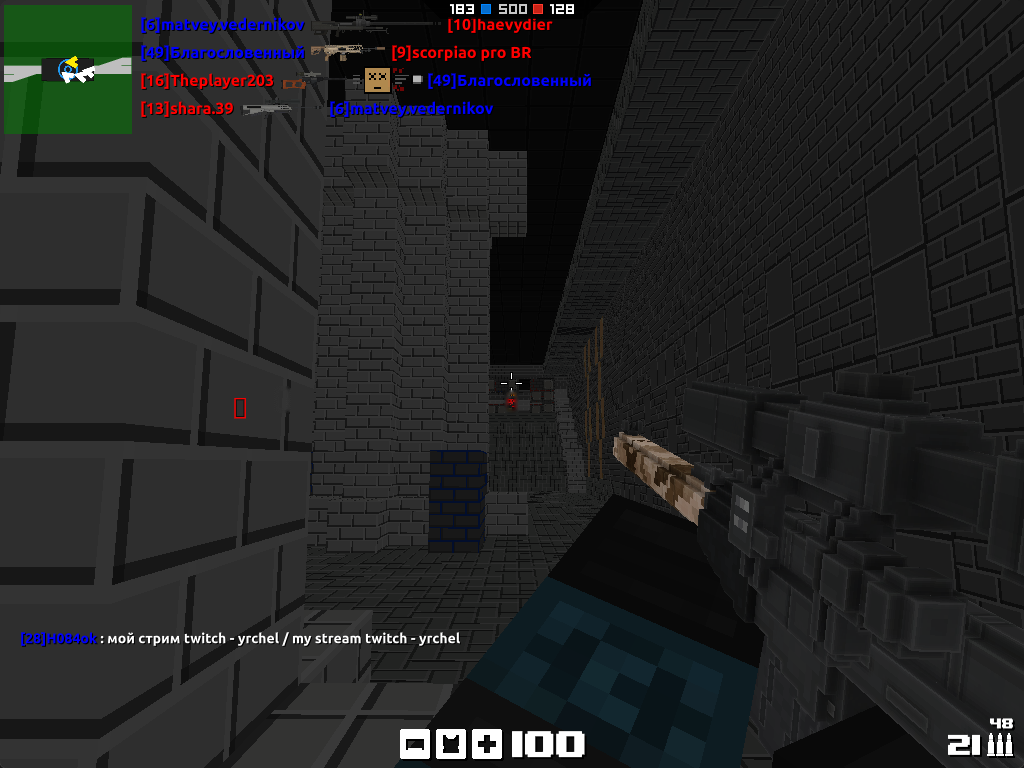 183 500 128
[6]matvey.vedernikov [10]haevydier
[49]Благословенный [9]scorpiao pro BR
[16]Theplayer203 [49]Благословенный
[13]shara.39 [6]matvey.vedernikov
[28]H084ok : мой стрим twitch - yrchel / my stream twitch - yrchel
100
48
21